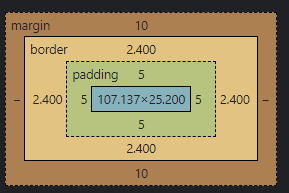 margin 10
border 2.400
padding 5
– 2.400 5 107.137×25.200 5 2.400 –
5
2.400
10